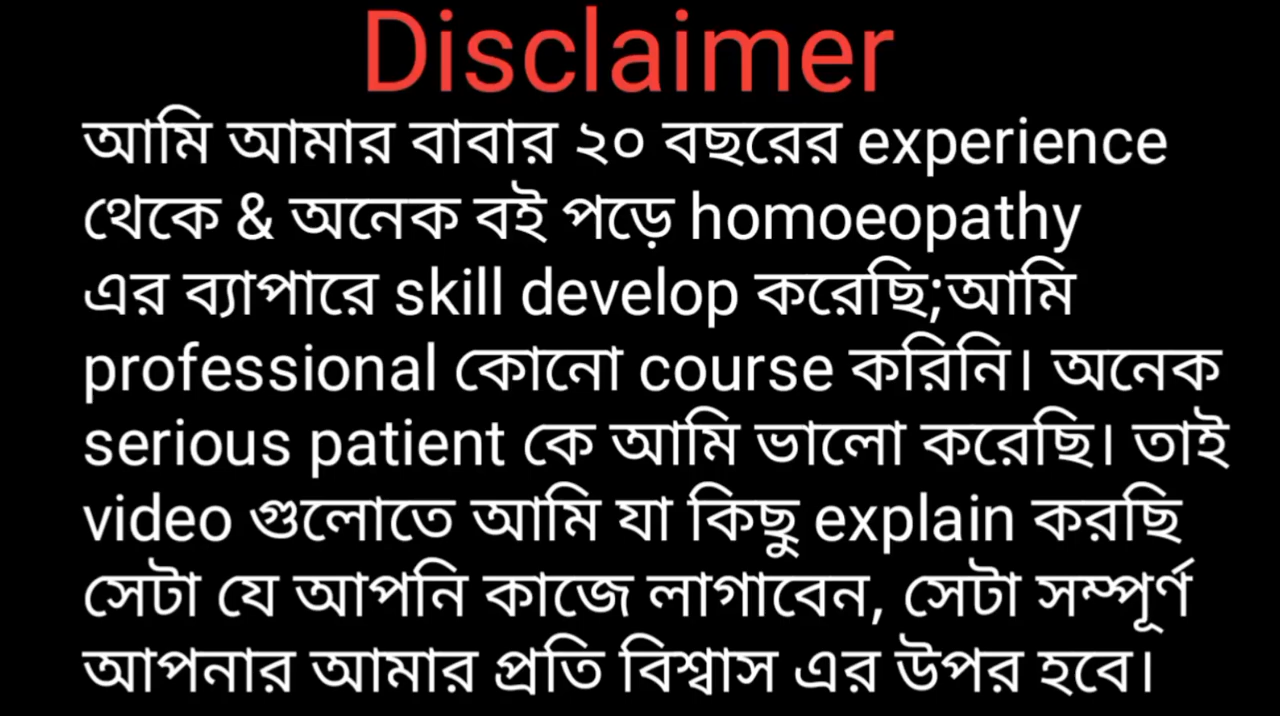 Disclaimer
আমি আমার বাবার ২০ বছরের experience
থেকে & অনেক বই পড়ে homoeopathy
এর ব্যাপারে skill develop করেছি;আমি
professional কোনো course করিনি। অনেক
serious patient কে আমি ভালো করেছি। তাই
video গুলোতে আমি যা কিছু explain করছি
সেটা যে আপনি কাজে লাগাবেন, সেটা সম্পূর্ণ
আপনার আমার প্রতি বিশ্বাস এর উপর হবে।